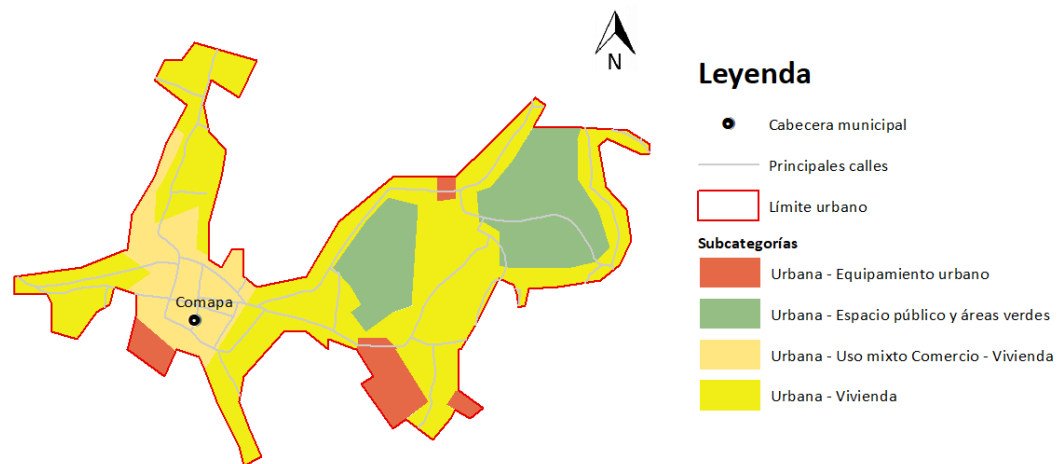 N
Comapa
Leyenda
Cabecera municipal
Principales calles
Límite urbano
Subcategorías
Urbana - Equipamiento urbano
Urbana - Espacio público y áreas verdes
Urbana - Uso mixto Comercio - Vivienda
Urbana - Vivienda